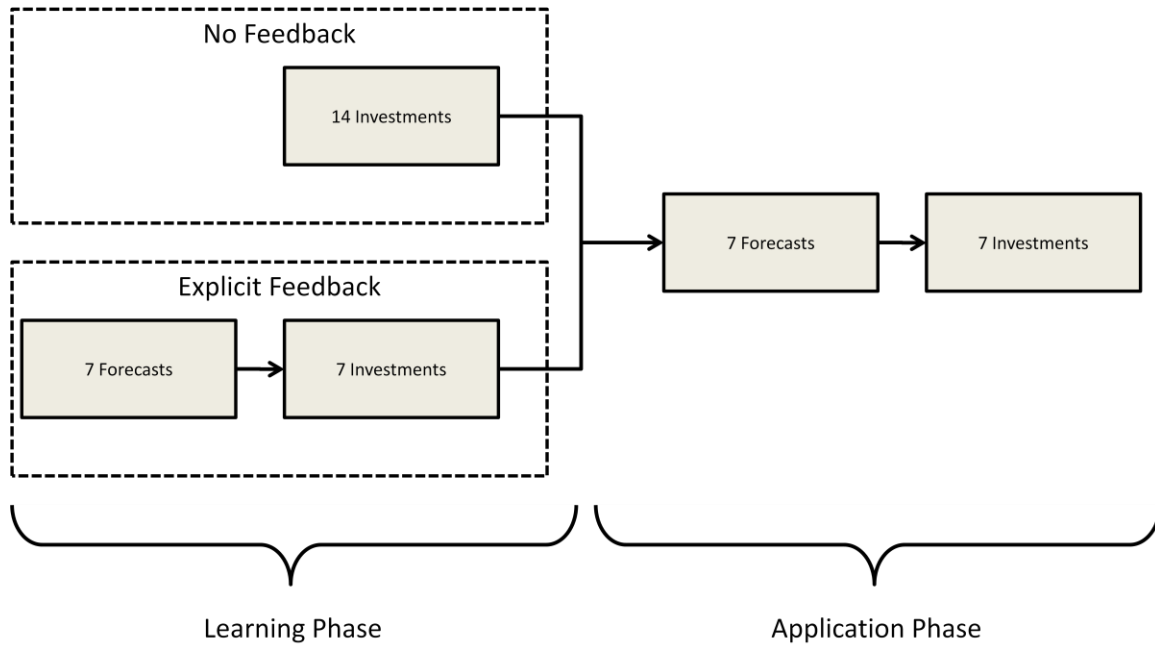 No Feedback
14 Investments
Explicit Feedback
7 Forecasts
7 Investments
7 Forecasts
7 Investments
Learning Phase
Application Phase